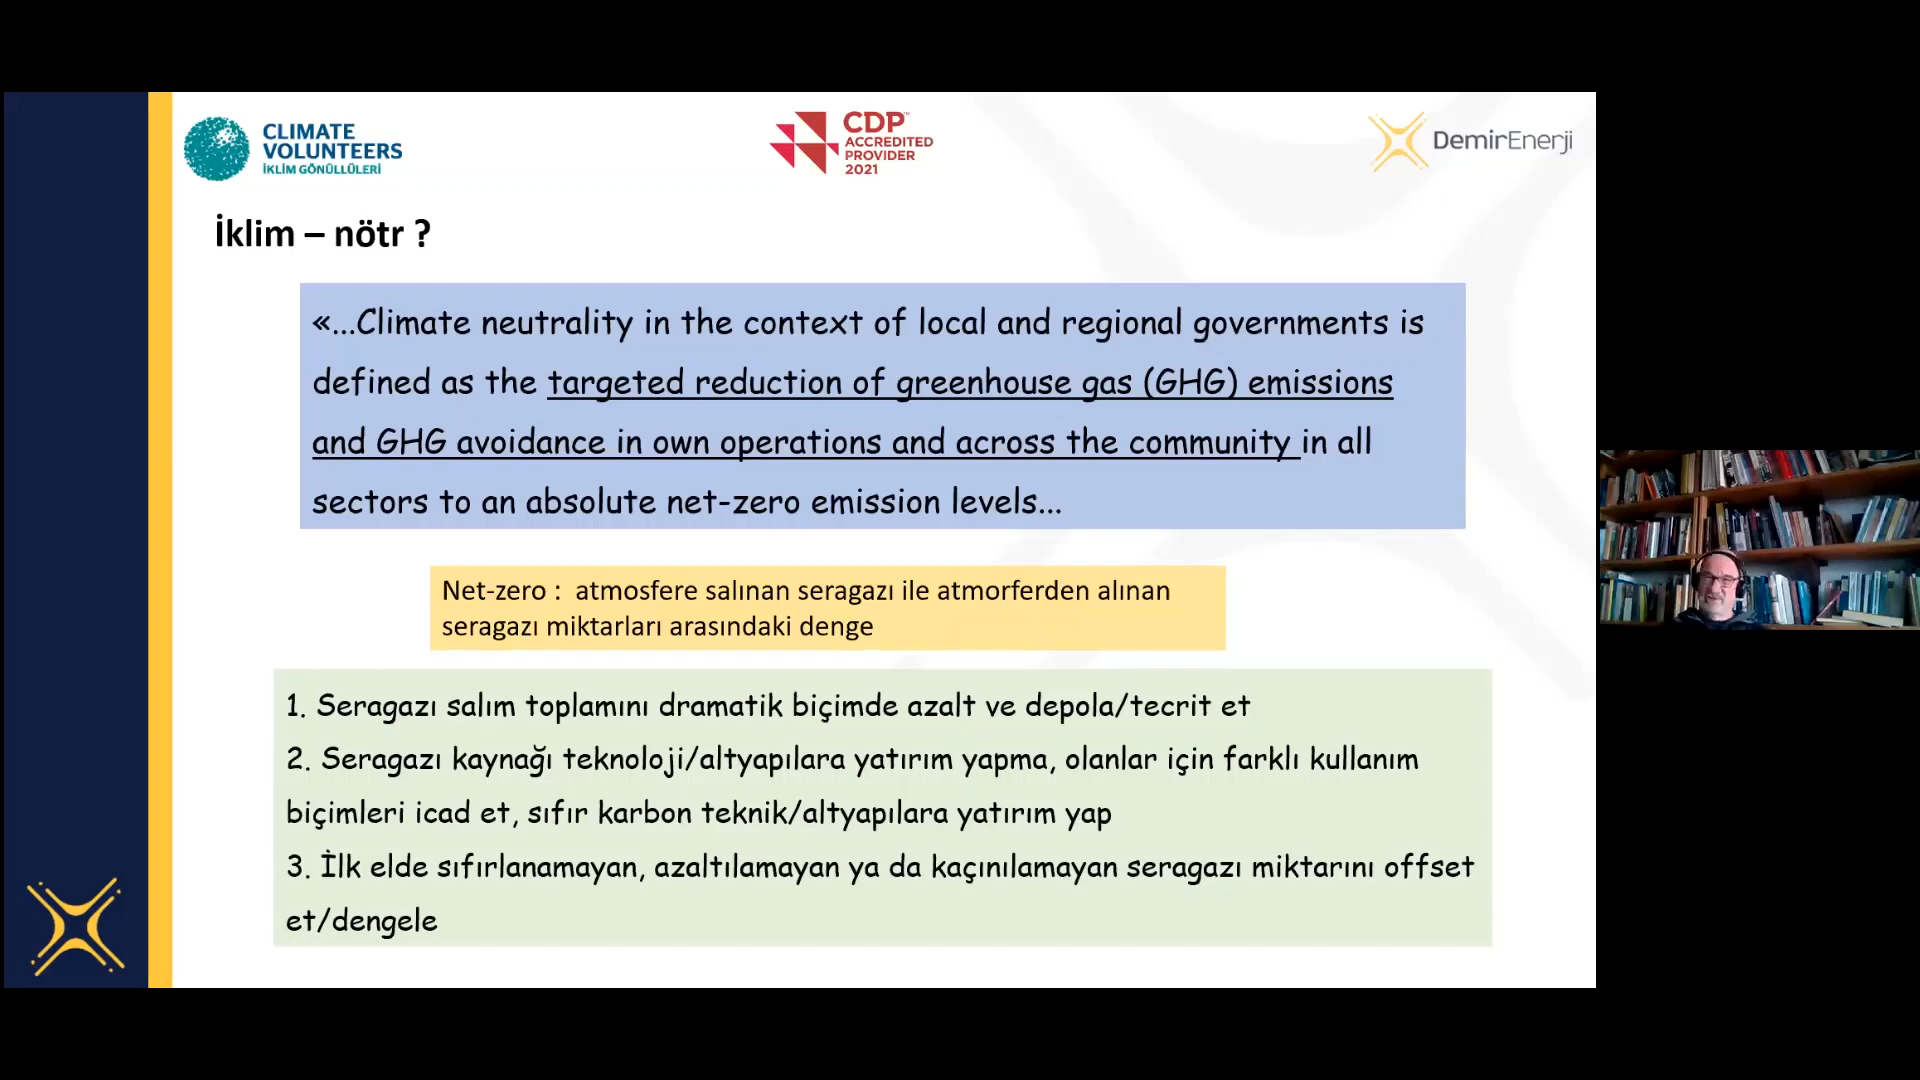 CLIMATE
VOLUNTEERS
İKLİM GÖNÜLLÜLERİ
CDP™
ACCREDITED
PROVIDER
2021
DemirEnerji
İklim – nötr ?
«...Climate neutrality in the context of local and regional governments is
defined as the targeted reduction of greenhouse gas (GHG) emissions
and GHG avoidance in own operations and across the community in all
sectors to an absolute net-zero emission levels...
Net-zero : atmosfere salınan seragazı ile atmorferden alınan
seragazı miktarları arasındaki denge
1. Seragazı salım toplamını dramatik biçimde azalt ve depola/tecrit et
2. Seragazı kaynağı teknoloji/altyapılara yatırım yapma, olanlar için farklı kullanım
biçimleri icad et, sıfır karbon teknik/altyapılara yatırım yap
3. İlk elde sıfırlanamayan, azaltılamayan ya da kaçınılamayan seragazı miktarını offset
et/dengele